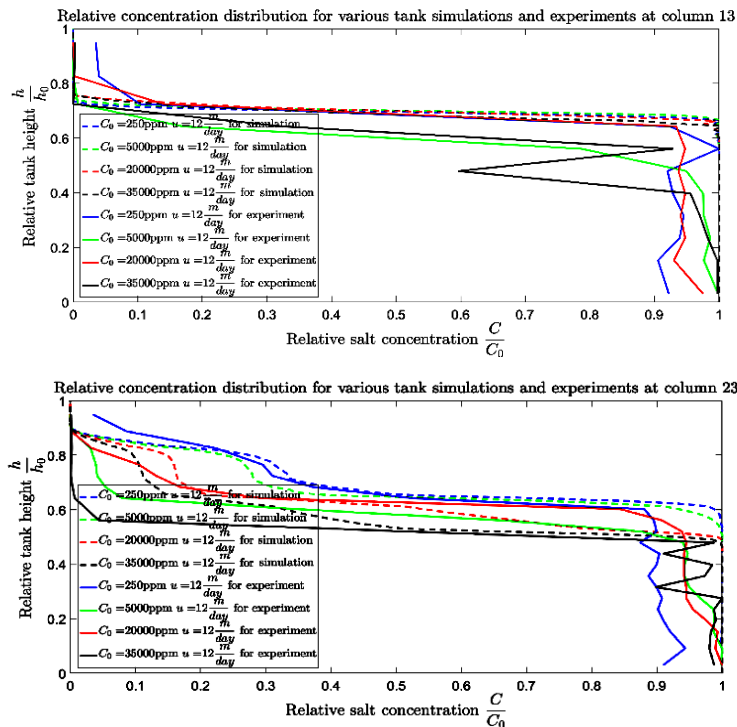 Relative concentration distribution for various tank simulations and experiments at column 13
1
0.8
0.6
0.4
0.2
0
Relative tank height h/h₀
C₀ =250ppm u =12 m/day for simulation
C₀ =5000ppm u =12 m/day for simulation
C₀ =20000ppm u =12 m/day for simulation
C₀ =35000ppm u =12 m/day for simulation
C₀ =250ppm u =12 m/day for experiment
C₀ =5000ppm u =12 m/day for experiment
C₀ =20000ppm u =12 m/day for experiment
C₀ =35000ppm u =12 m/day for experiment
0 0.1 0.2 0.3 0.4 0.5 0.6 0.7 0.8 0.9 1
Relative salt concentration C/C₀
Relative concentration distribution for various tank simulations and experiments at column 23
1
0.8
0.6
0.4
0.2
0
Relative tank height h/h₀
C₀ =250ppm u =12 m/day for simulation
C₀ =5000ppm u =12 m/day for simulation
C₀ =20000ppm u =12 m/day for simulation
C₀ =35000ppm u =12 m/day for simulation
C₀ =250ppm u =12 m/day for experiment
C₀ =5000ppm u =12 m/day for experiment
C₀ =20000ppm u =12 m/day for experiment
C₀ =35000ppm u =12 m/day for experiment
0 0.1 0.2 0.3 0.4 0.5 0.6 0.7 0.8 0.9 1
Relative salt concentration C/C₀